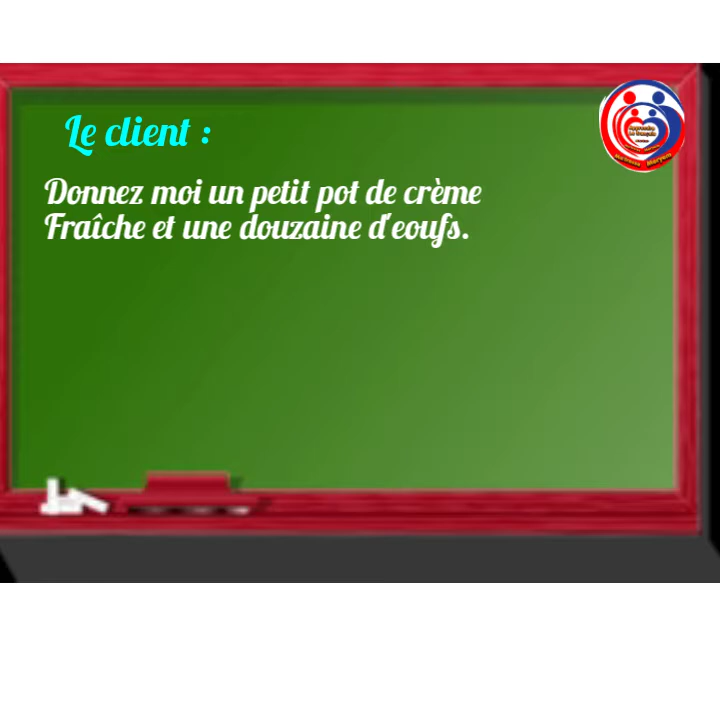 Le client :
Donnez moi un petit pot de crème
Fraîche et une douzaine d'eoufs.